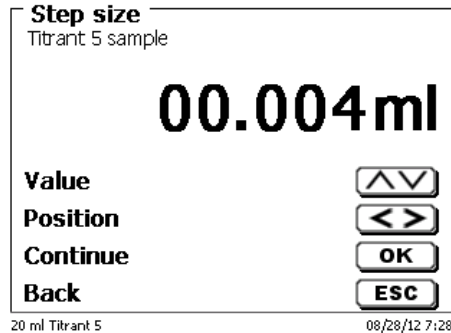 Step size
Titrant 5 sample
00.004ml
Value
Position
< >
Continue OK
Back ESC
20 ml Titrant 5 08/28/12 7:28